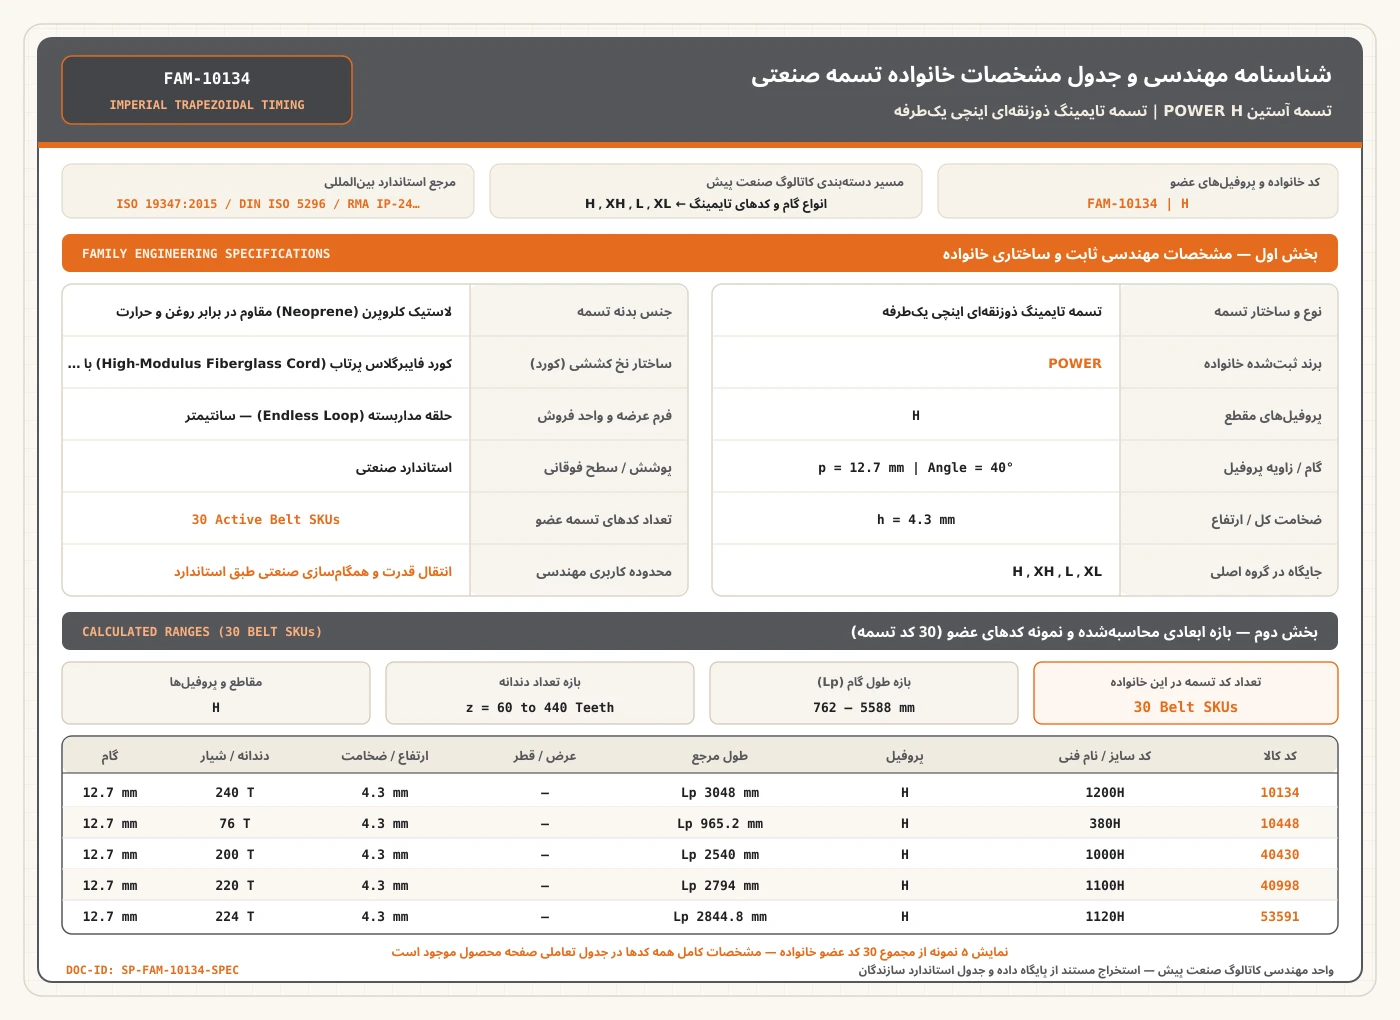 شناسنامه مهندسی و جدول مشخصات خانواده تسمه صنعتی
تسمه آستین POWER H | تسمه تایمینگ ذوزنقه‌ای اینچی یک‌طرفه
FAM-10134
IMPERIAL TRAPEZOIDAL TIMING
کد خانواده و پروفیل‌های عضو
FAM-10134 | H
مسیر دسته‌بندی کاتالوگ صنعت پیش
انواع گام و کدهای تایمینگ ← H , XH , L , XL
مرجع استاندارد بین‌المللی
ISO 19347:2015 / DIN ISO 5296 / RMA IP-24…
بخش اول — مشخصات مهندسی ثابت و ساختاری خانواده
FAMILY ENGINEERING SPECIFICATIONS
نوع و ساختار تسمه
تسمه تایمینگ ذوزنقه‌ای اینچی یک‌طرفه
برند ثبت‌شده خانواده
POWER
پروفیل‌های مقطع
H
گام / زاویه پروفیل
p = 12.7 mm | Angle = 40°
ضخامت کل / ارتفاع
h = 4.3 mm
جایگاه در گروه اصلی
H , XH , L , XL
جنس بدنه تسمه
لاستیک کلروپرن (Neoprene) مقاوم در برابر روغن و حرارت
ساختار نخ کششی (کورد)
کورد فایبرگلاس پرتاب (High-Modulus Fiberglass Cord) با ...
فرم عرضه و واحد فروش
حلقه مداربسته (Endless Loop) — سانتیمتر
پوشش / سطح فوقانی
استاندارد صنعتی
تعداد کدهای تسمه عضو
30 Active Belt SKUs
محدوده کاربری مهندسی
انتقال قدرت و همگام‌سازی صنعتی طبق استاندارد
بخش دوم — بازه ابعادی محاسبه‌شده و نمونه کدهای عضو (30 کد تسمه)
CALCULATED RANGES (30 BELT SKUs)
تعداد کد تسمه در این خانواده
30 Belt SKUs
بازه طول گام (Lp)
762 – 5588 mm
بازه تعداد دندانه
z = 60 to 440 Teeth
مقاطع و پروفیل‌ها
H
کد کالا کد سایز / نام فنی پروفیل طول مرجع عرض / قطر ارتفاع / ضخامت دندانه / شیار گام
10134 1200H H Lp 3048 mm — 4.3 mm 240 T 12.7 mm
10448 380H H Lp 965.2 mm — 4.3 mm 76 T 12.7 mm
40430 1000H H Lp 2540 mm — 4.3 mm 200 T 12.7 mm
40998 1100H H Lp 2794 mm — 4.3 mm 220 T 12.7 mm
53591 1120H H Lp 2844.8 mm — 4.3 mm 224 T 12.7 mm
نمایش ۵ نمونه از مجموع 30 کد عضو خانواده — مشخصات کامل همه کدها در جدول تعاملی صفحه محصول موجود است
واحد مهندسی کاتالوگ صنعت پیش — استخراج مستند از پایگاه داده و جدول استاندارد سازندگان
DOC-ID: SP-FAM-10134-SPEC